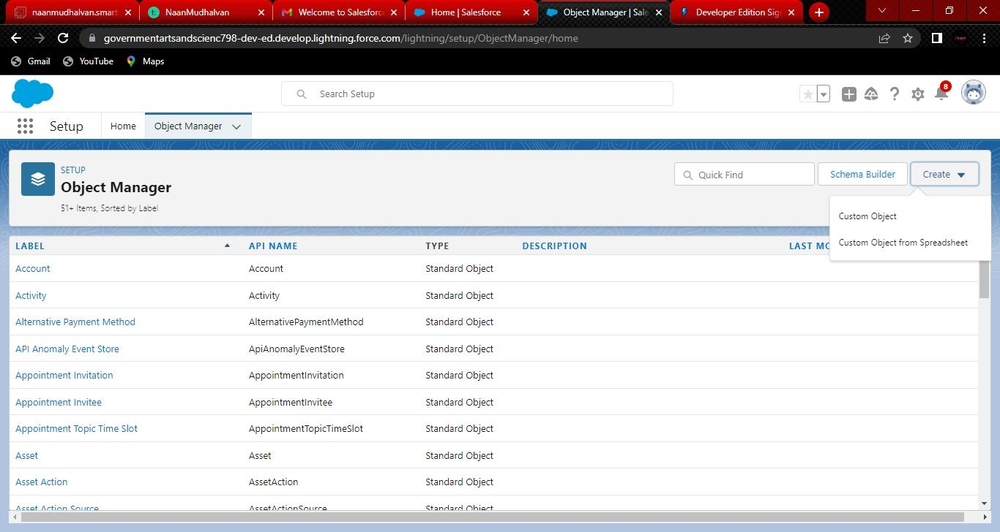 naanmudhalvan.smart
NaanMudhalvan
Welcome to Salesforc
Home | Salesforce
Object Manager | Sale
Developer Edition Sig
governmentartsandscienc798-dev-ed.develop.lightning.force.com/lightning/setup/ObjectManager/home
Gmail YouTube Maps
Search Setup
8
Setup Home Object Manager
SETUP
Object Manager
51+ Items, Sorted by Label
Quick Find
Schema Builder
Create
Custom Object
Custom Object from Spreadsheet
LABEL API NAME TYPE DESCRIPTION LAST MO
Account Account Standard Object
Activity Activity Standard Object
Alternative Payment Method AlternativePaymentMethod Standard Object
API Anomaly Event Store ApiAnomalyEventStore Standard Object
Appointment Invitation AppointmentInvitation Standard Object
Appointment Invitee AppointmentInvitee Standard Object
Appointment Topic Time Slot AppointmentTopicTimeSlot Standard Object
Asset Asset Standard Object
Asset Action AssetAction Standard Object
Asset Action Source AssetActionSource Standard Object